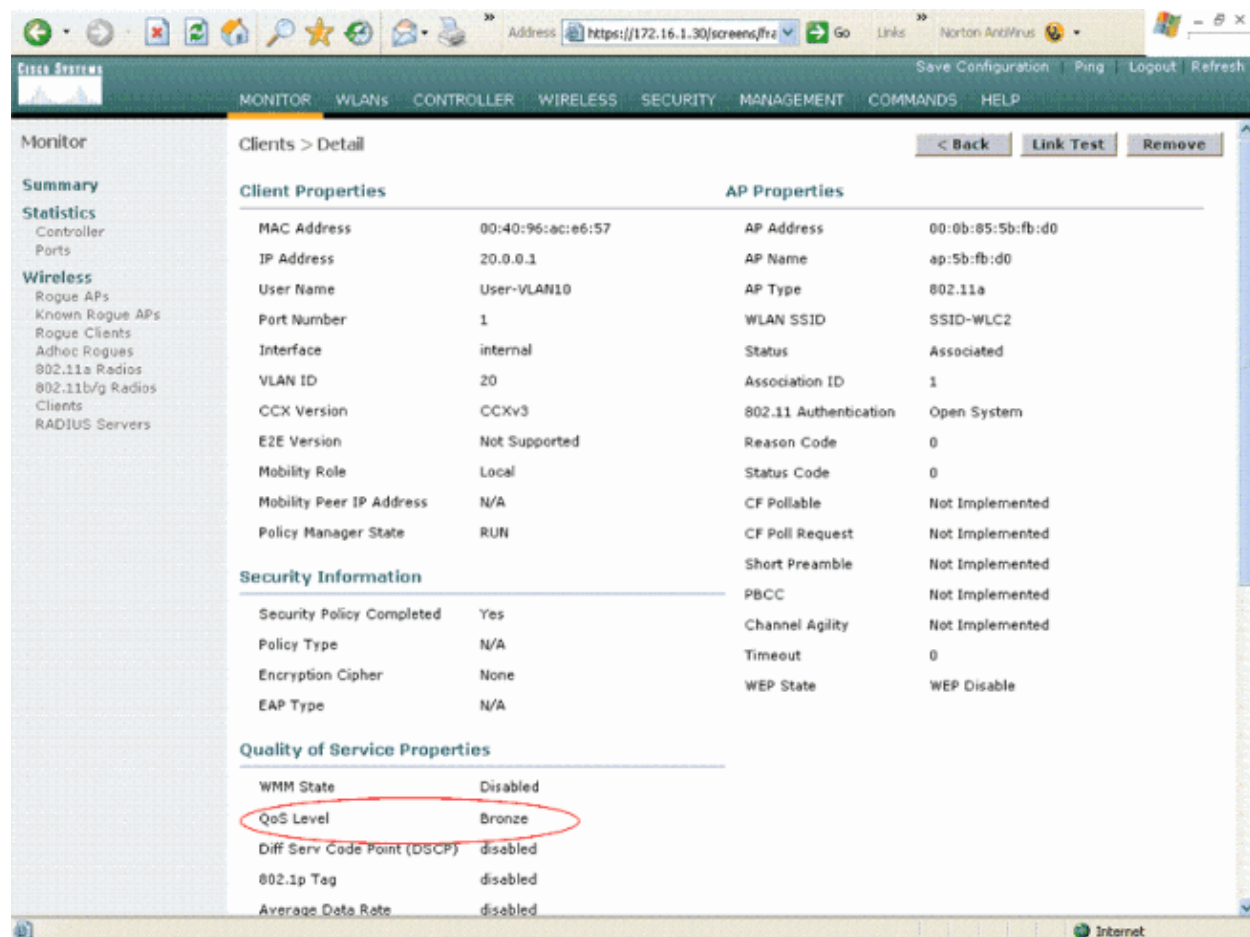 Address https://172.16.1.30/screens/fra Go Links Norton AntiVirus
CISCO SYSTEMS
Save Configuration Ping Logout Refresh
MONITOR WLANs CONTROLLER WIRELESS SECURITY MANAGEMENT COMMANDS HELP
Monitor
Summary
Statistics
Controller
Ports
Wireless
Rogue APs
Known Rogue APs
Rogue Clients
Adhoc Rogues
802.11a Radios
802.11b/g Radios
Clients
RADIUS Servers
Clients > Detail
< Back Link Test Remove
Client Properties
MAC Address 00:40:96:ac:e6:57
IP Address 20.0.0.1
User Name User-VLAN10
Port Number 1
Interface internal
VLAN ID 20
CCX Version CCXv3
E2E Version Not Supported
Mobility Role Local
Mobility Peer IP Address N/A
Policy Manager State RUN
Security Information
Security Policy Completed Yes
Policy Type N/A
Encryption Cipher None
EAP Type N/A
Quality of Service Properties
WMM State Disabled
QoS Level Bronze
Diff Serv Code Point (DSCP) disabled
802.1p Tag disabled
Average Data Rate disabled
AP Properties
AP Address 00:0b:85:5b:fb:d0
AP Name ap:5b:fb:d0
AP Type 802.11a
WLAN SSID SSID-WLC2
Status Associated
Association ID 1
802.11 Authentication Open System
Reason Code 0
Status Code 0
CF Pollable Not Implemented
CF Poll Request Not Implemented
Short Preamble Not Implemented
PBCC Not Implemented
Channel Agility Not Implemented
Timeout 0
WEP State WEP Disable
Internet